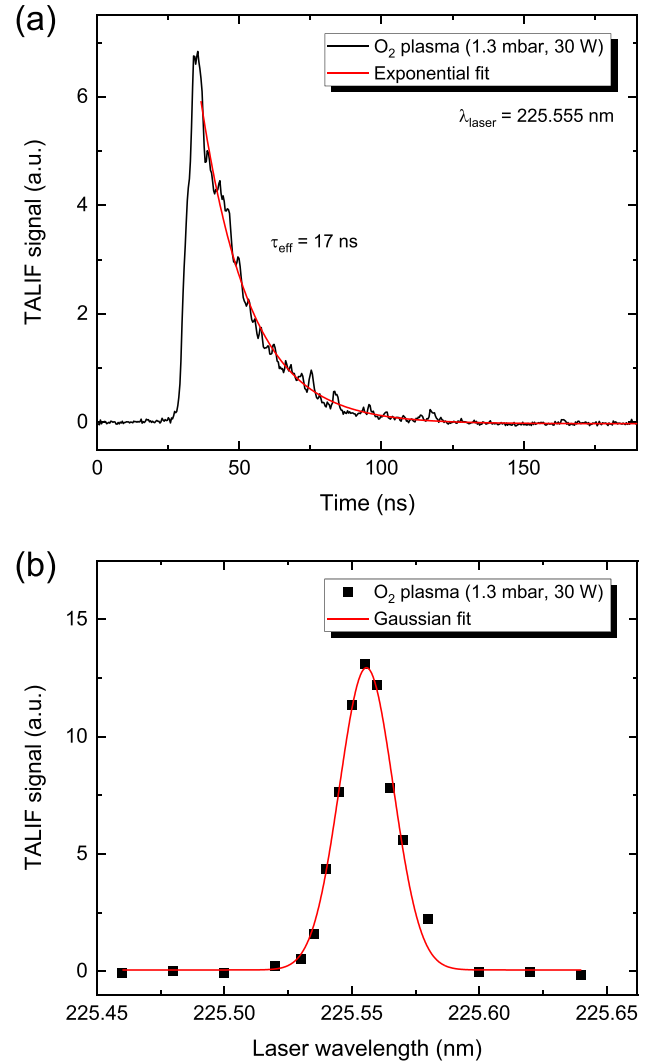 (a)
O₂ plasma (1.3 mbar, 30 W)
Exponential fit
λlaser = 225.555 nm
τeff = 17 ns
TALIF signal (a.u.)
6
4
2
0
0 50 100 150
Time (ns)
(b)
O₂ plasma (1.3 mbar, 30 W)
Gaussian fit
TALIF signal (a.u.)
15
10
5
0
225.45 225.50 225.55 225.60 225.65
Laser wavelength (nm)